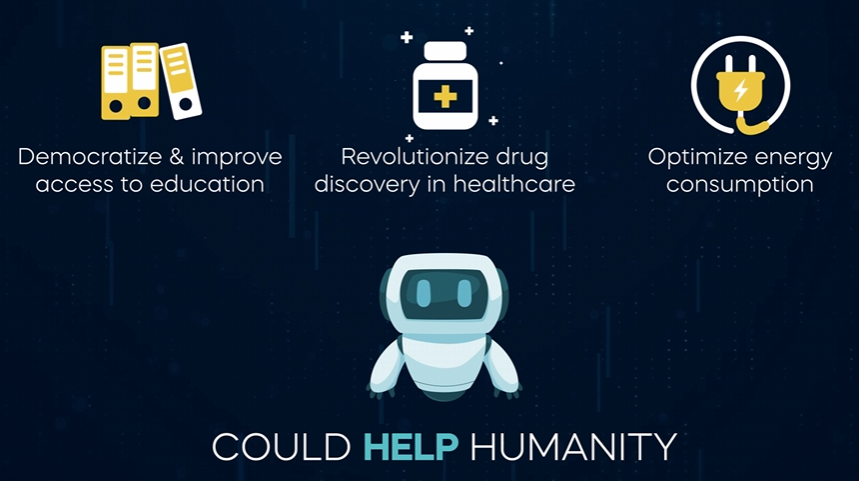 Democratize & improve
access to education
Revolutionize drug
discovery in healthcare
Optimize energy
consumption
COULD HELP HUMANITY